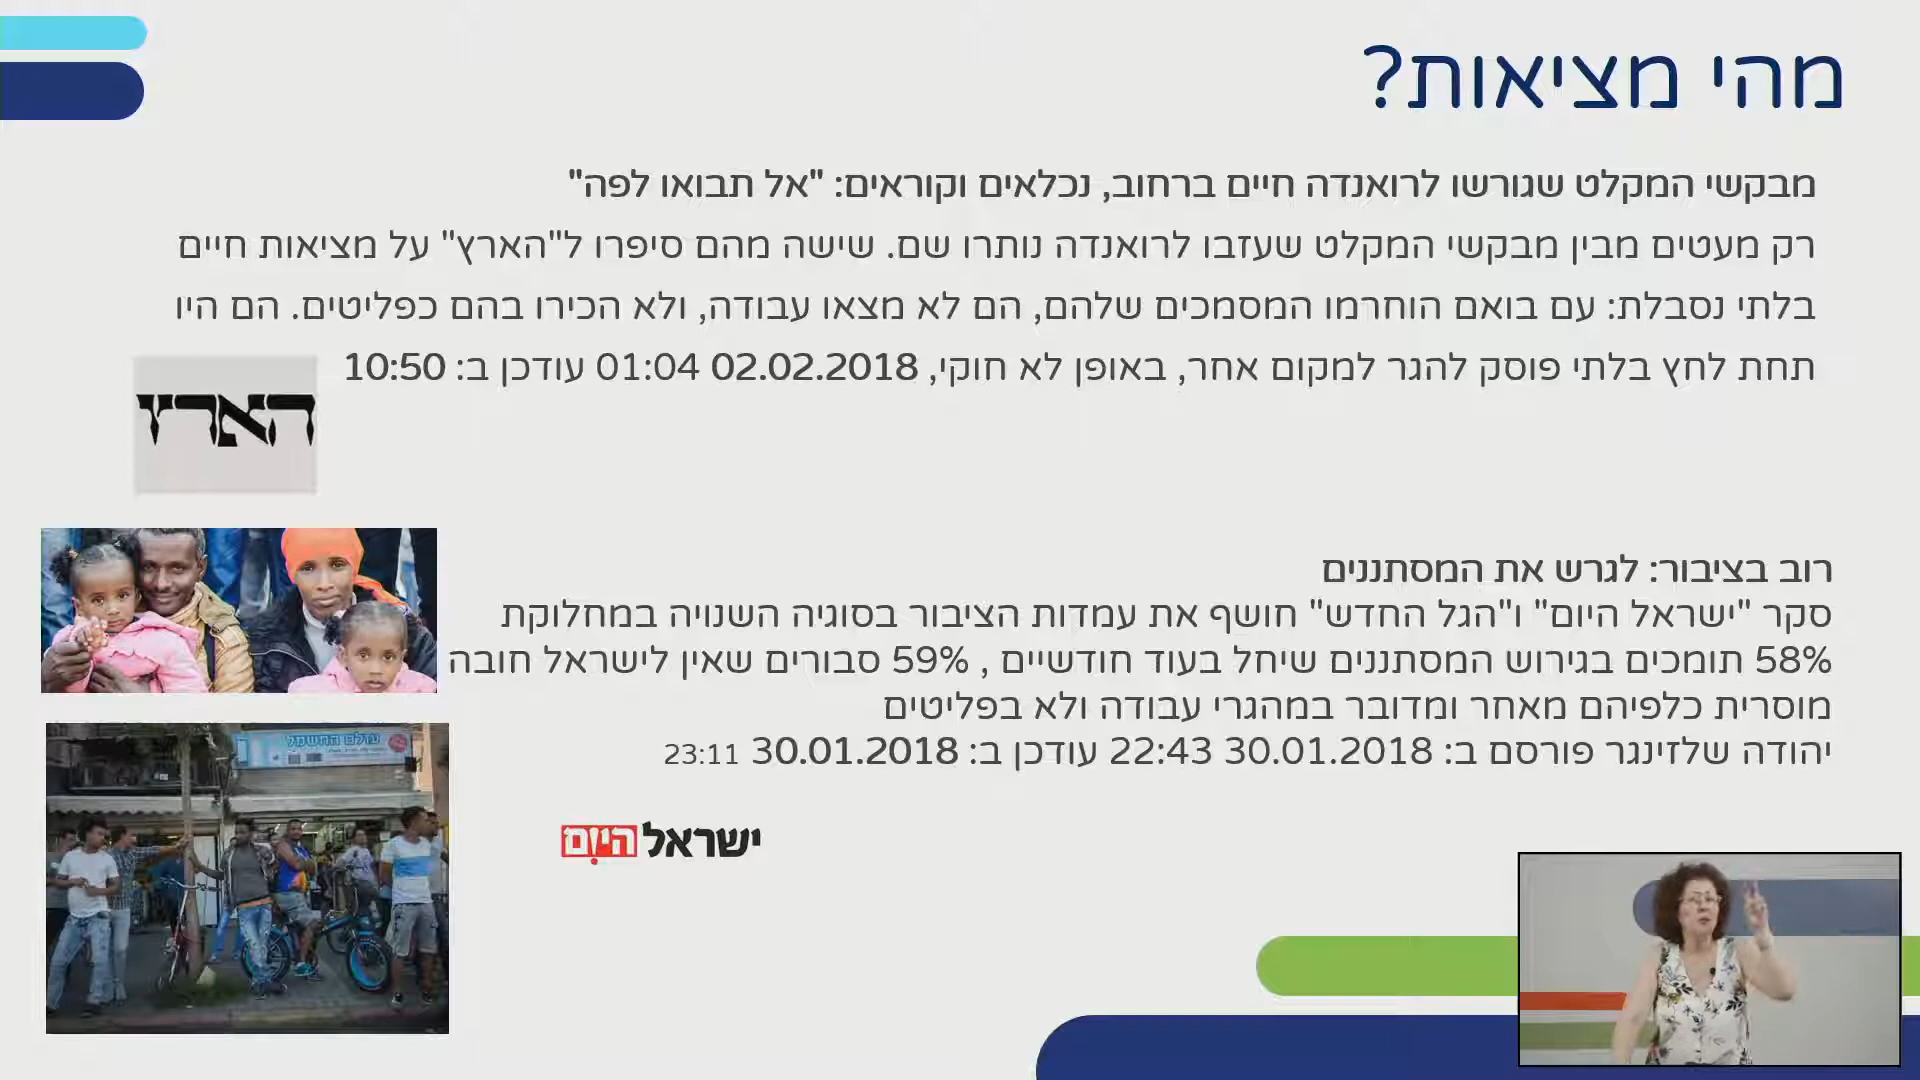 מהי מציאות?
מבקשי המקלט שגורשו לרואנדה חיים ברחוב, נכלאים וקוראים: "אל תבואו לפה"
רק מעטים מבין מבקשי המקלט שעזבו לרואנדה נותרו שם. שישה מהם סיפרו ל"הארץ" על מציאות חיים
בלתי נסבלת: עם בואם הוחרמו המסמכים שלהם, הם לא מצאו עבודה, ולא הכירו בהם כפליטים. הם היו
תחת לחץ בלתי פוסק להגר למקום אחר, באופן לא חוקי, 02.02.2018 01:04 עודכן ב: 10:50
הארץ
רוב בציבור: לגרש את המסתננים
סקר "ישראל היום" ו"הגל החדש" חושף את עמדות הציבור בסוגיה השנויה במחלוקת
58% תומכים בגירוש המסתננים שיחל בעוד חודשיים , 59% סבורים שאין לישראל חובה
מוסרית כלפיהם מאחר ומדובר במהגרי עבודה ולא בפליטים
יהודה שלזינגר פורסם ב: 30.01.2018 22:43 עודכן ב: 30.01.2018 23:11
עולם החשמל
ישראל היום